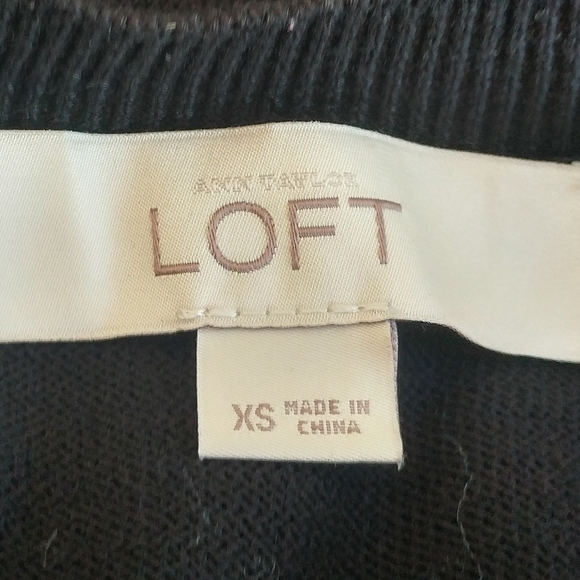 ANN TAYLOR
LOFT
XS MADE IN
CHINA